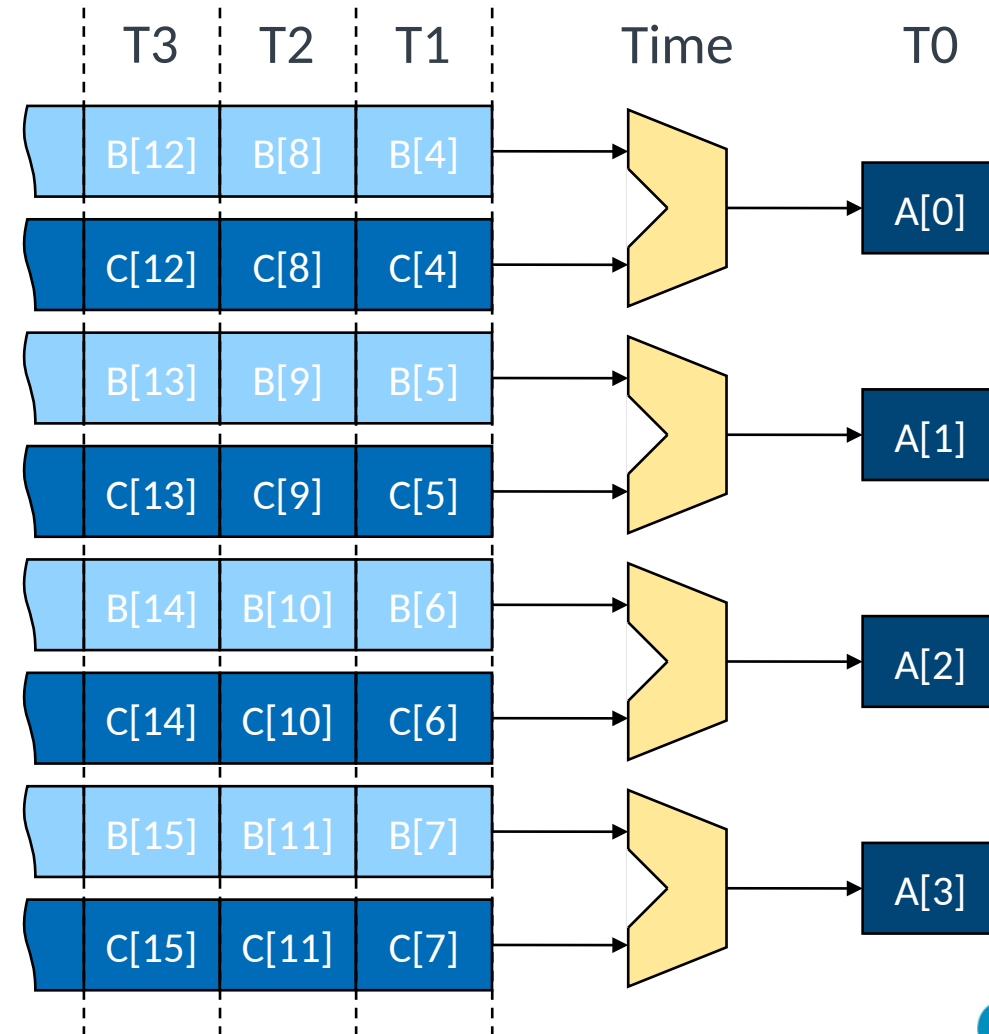 T3 T2 T1 Time T0
B[12] B[8] B[4]
A[0]
C[12] C[8] C[4]
B[13] B[9] B[5]
A[1]
C[13] C[9] C[5]
B[14] B[10] B[6]
A[2]
C[14] C[10] C[6]
B[15] B[11] B[7]
A[3]
C[15] C[11] C[7]